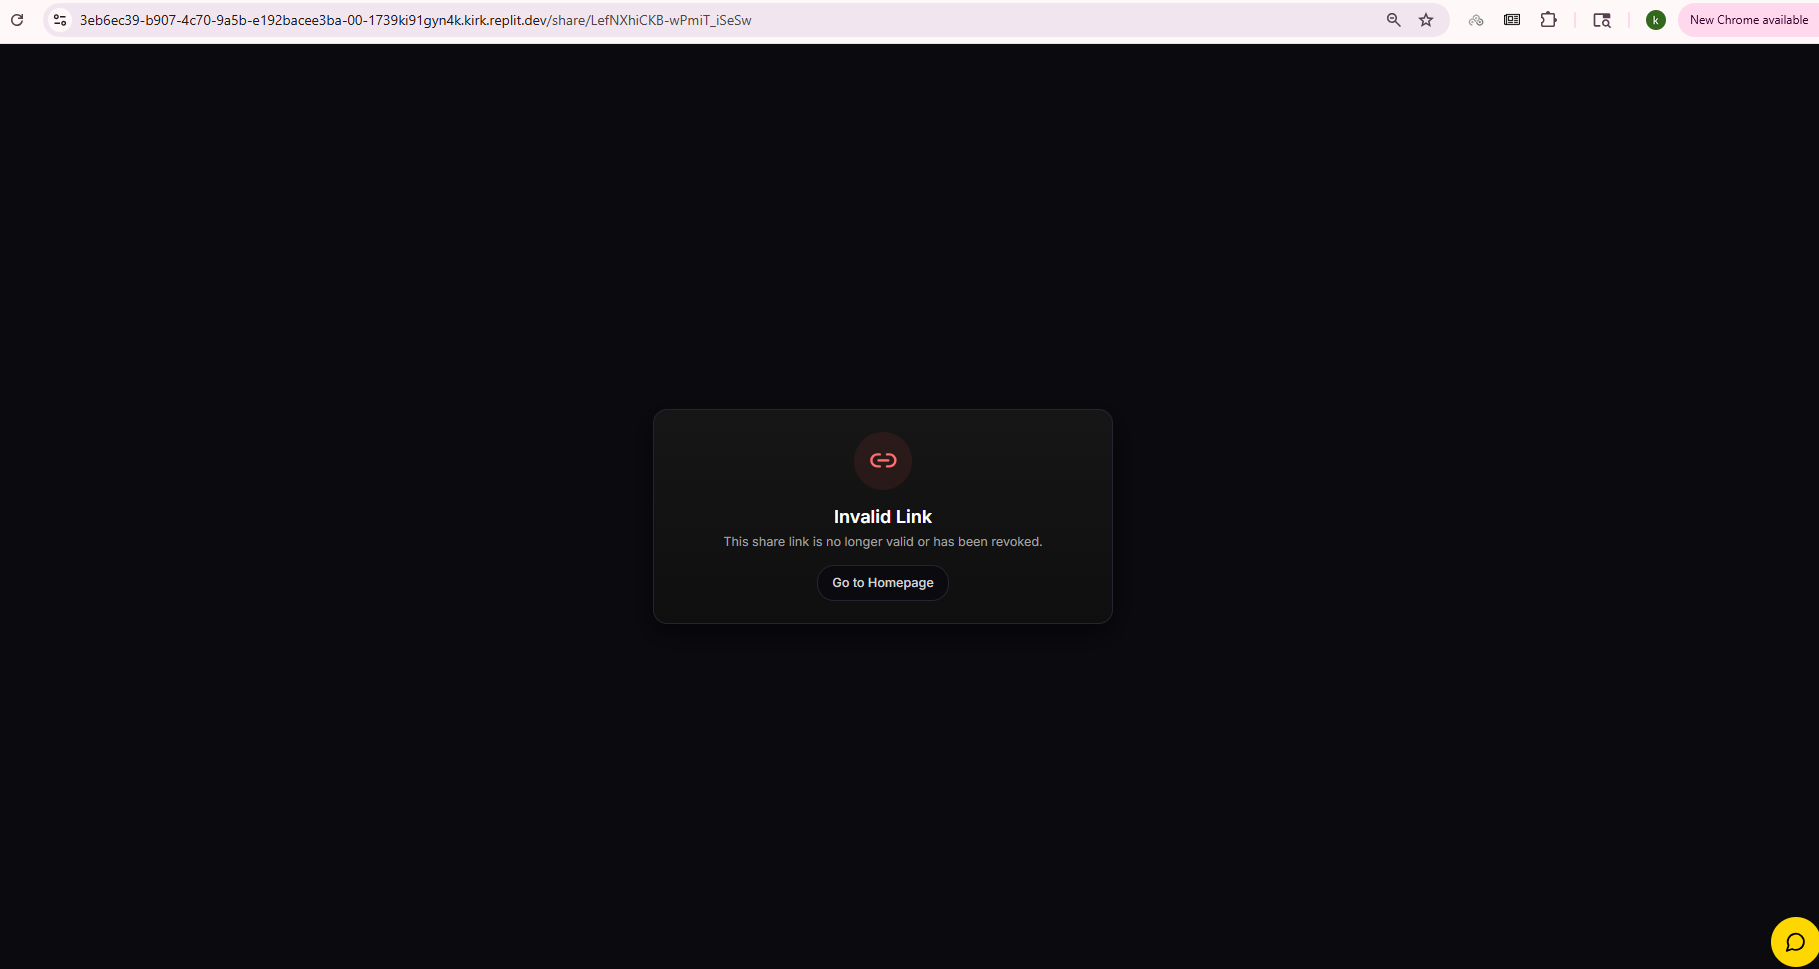 3eb6ec39-b907-4c70-9a5b-e192bacee3ba-00-1739ki91gyn4k.kirk.replit.dev/share/LefNXhiCKB-wPmiT_iSeSw
k
New Chrome available
Invalid Link
This share link is no longer valid or has been revoked.
Go to Homepage